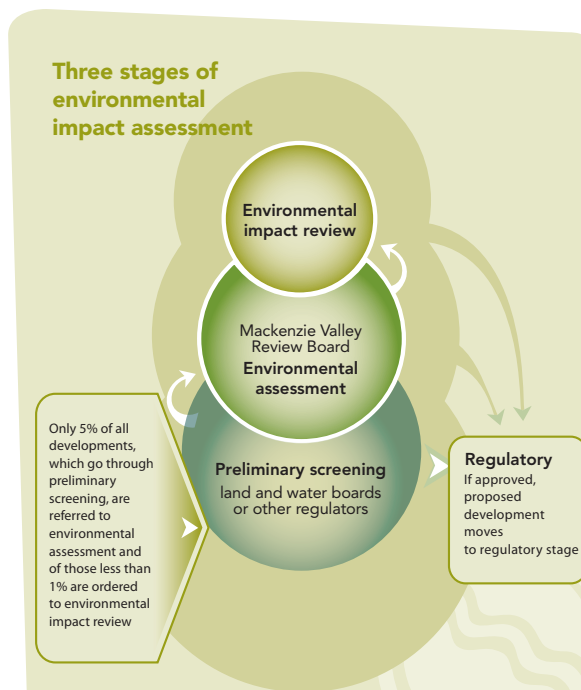 Three stages of
environmental
impact assessment
Environmental
impact review
Mackenzie Valley
Review Board
Environmental
assessment
Preliminary screening
land and water boards
or other regulators
Only 5% of all
developments,
which go through
preliminary
screening, are
referred to
environmental
assessment and
of those less than
1% are ordered
to environmental
impact review
Regulatory
If approved,
proposed
development
moves
to regulatory stage